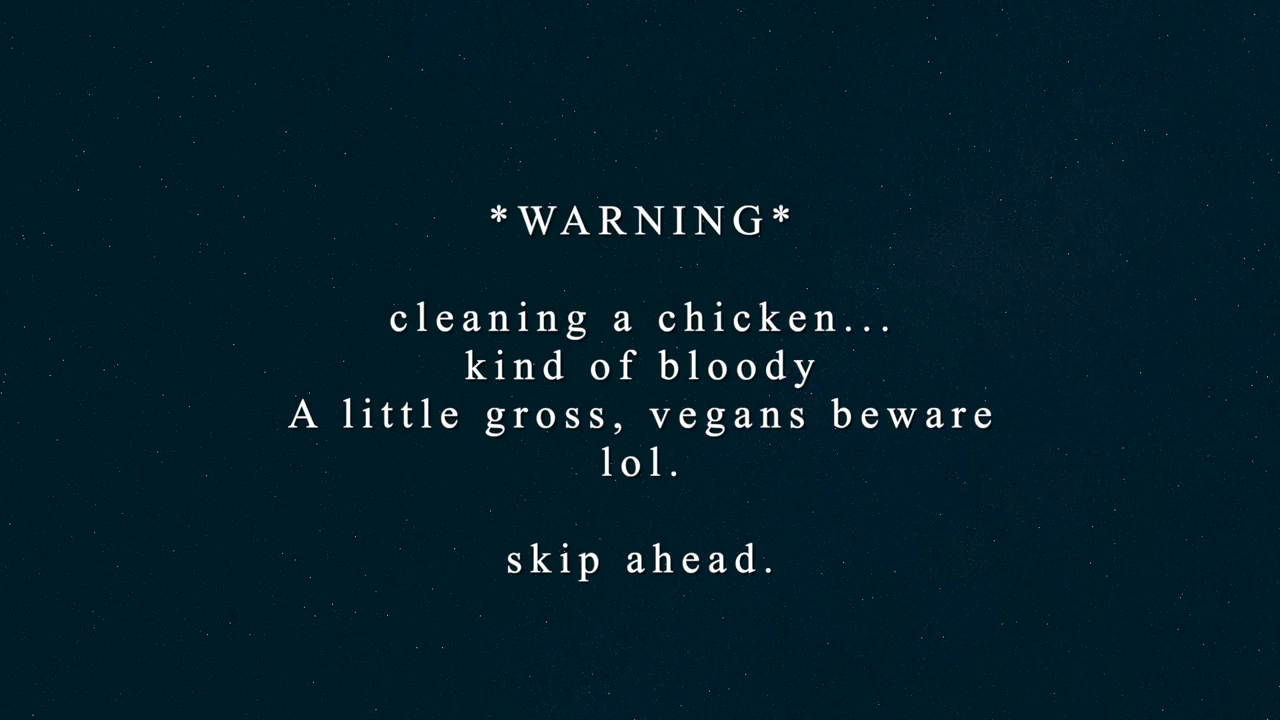 *WARNING*
cleaning a chicken...
kind of bloody
A little gross, vegans beware
lol.
skip ahead.